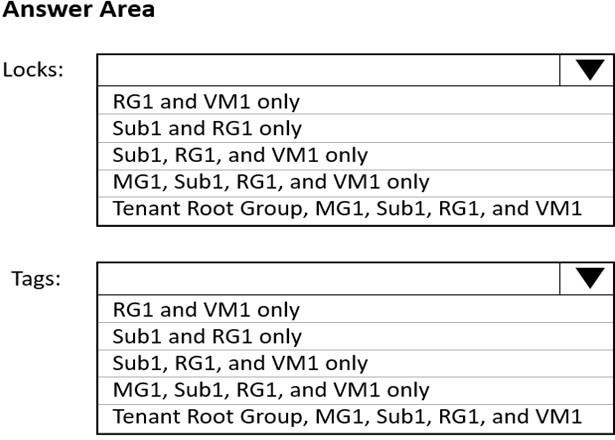 Answer Area
Locks:
RG1 and VM1 only
Sub1 and RG1 only
Sub1, RG1, and VM1 only
MG1, Sub1, RG1, and VM1 only
Tenant Root Group, MG1, Sub1, RG1, and VM1
Tags:
RG1 and VM1 only
Sub1 and RG1 only
Sub1, RG1, and VM1 only
MG1, Sub1, RG1, and VM1 only
Tenant Root Group, MG1, Sub1, RG1, and VM1